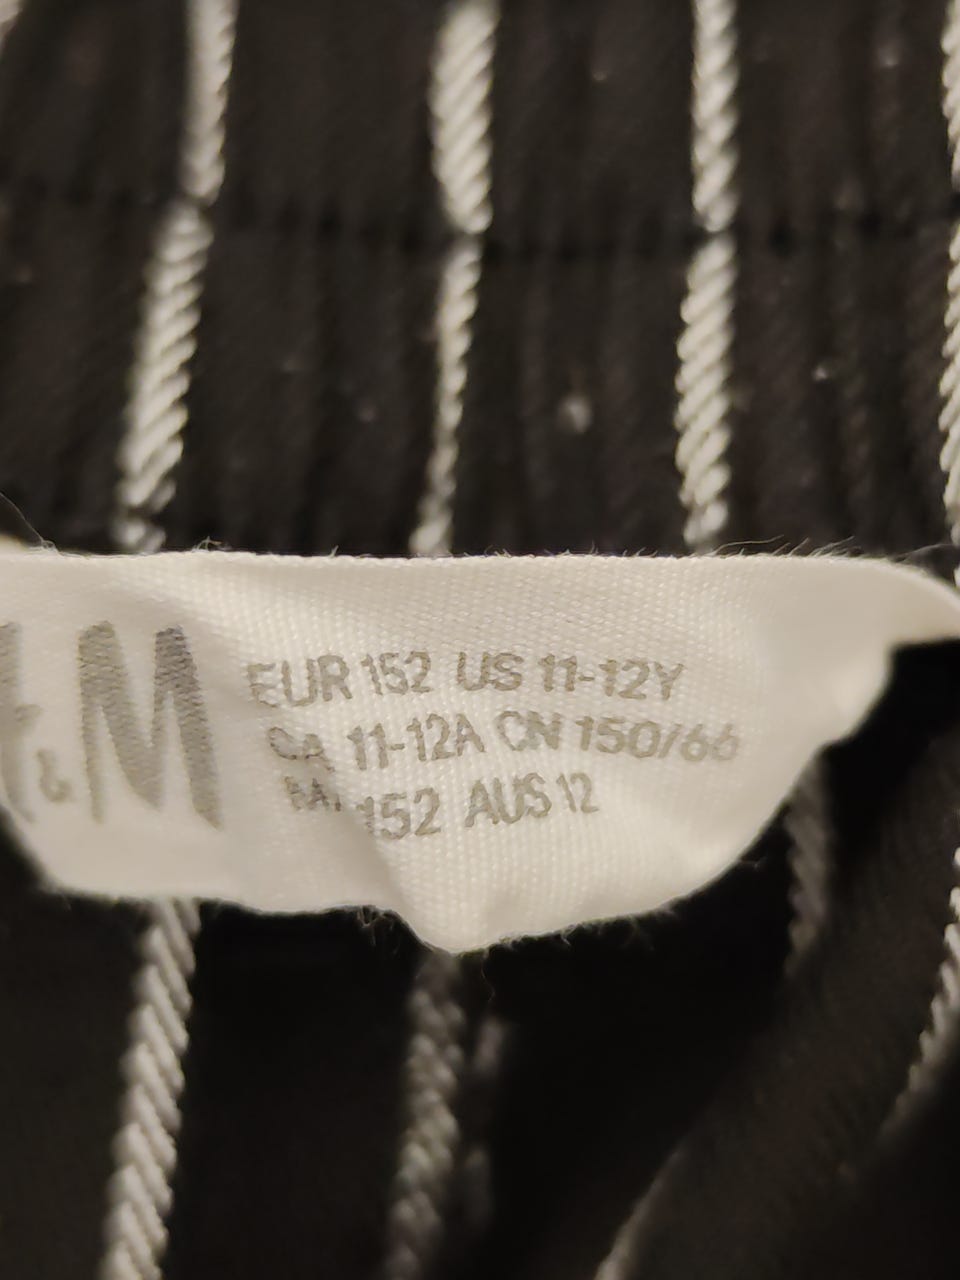 &M
EUR 152 US 11-12Y
CA 11-12A CN 150/66
152 AUS 12